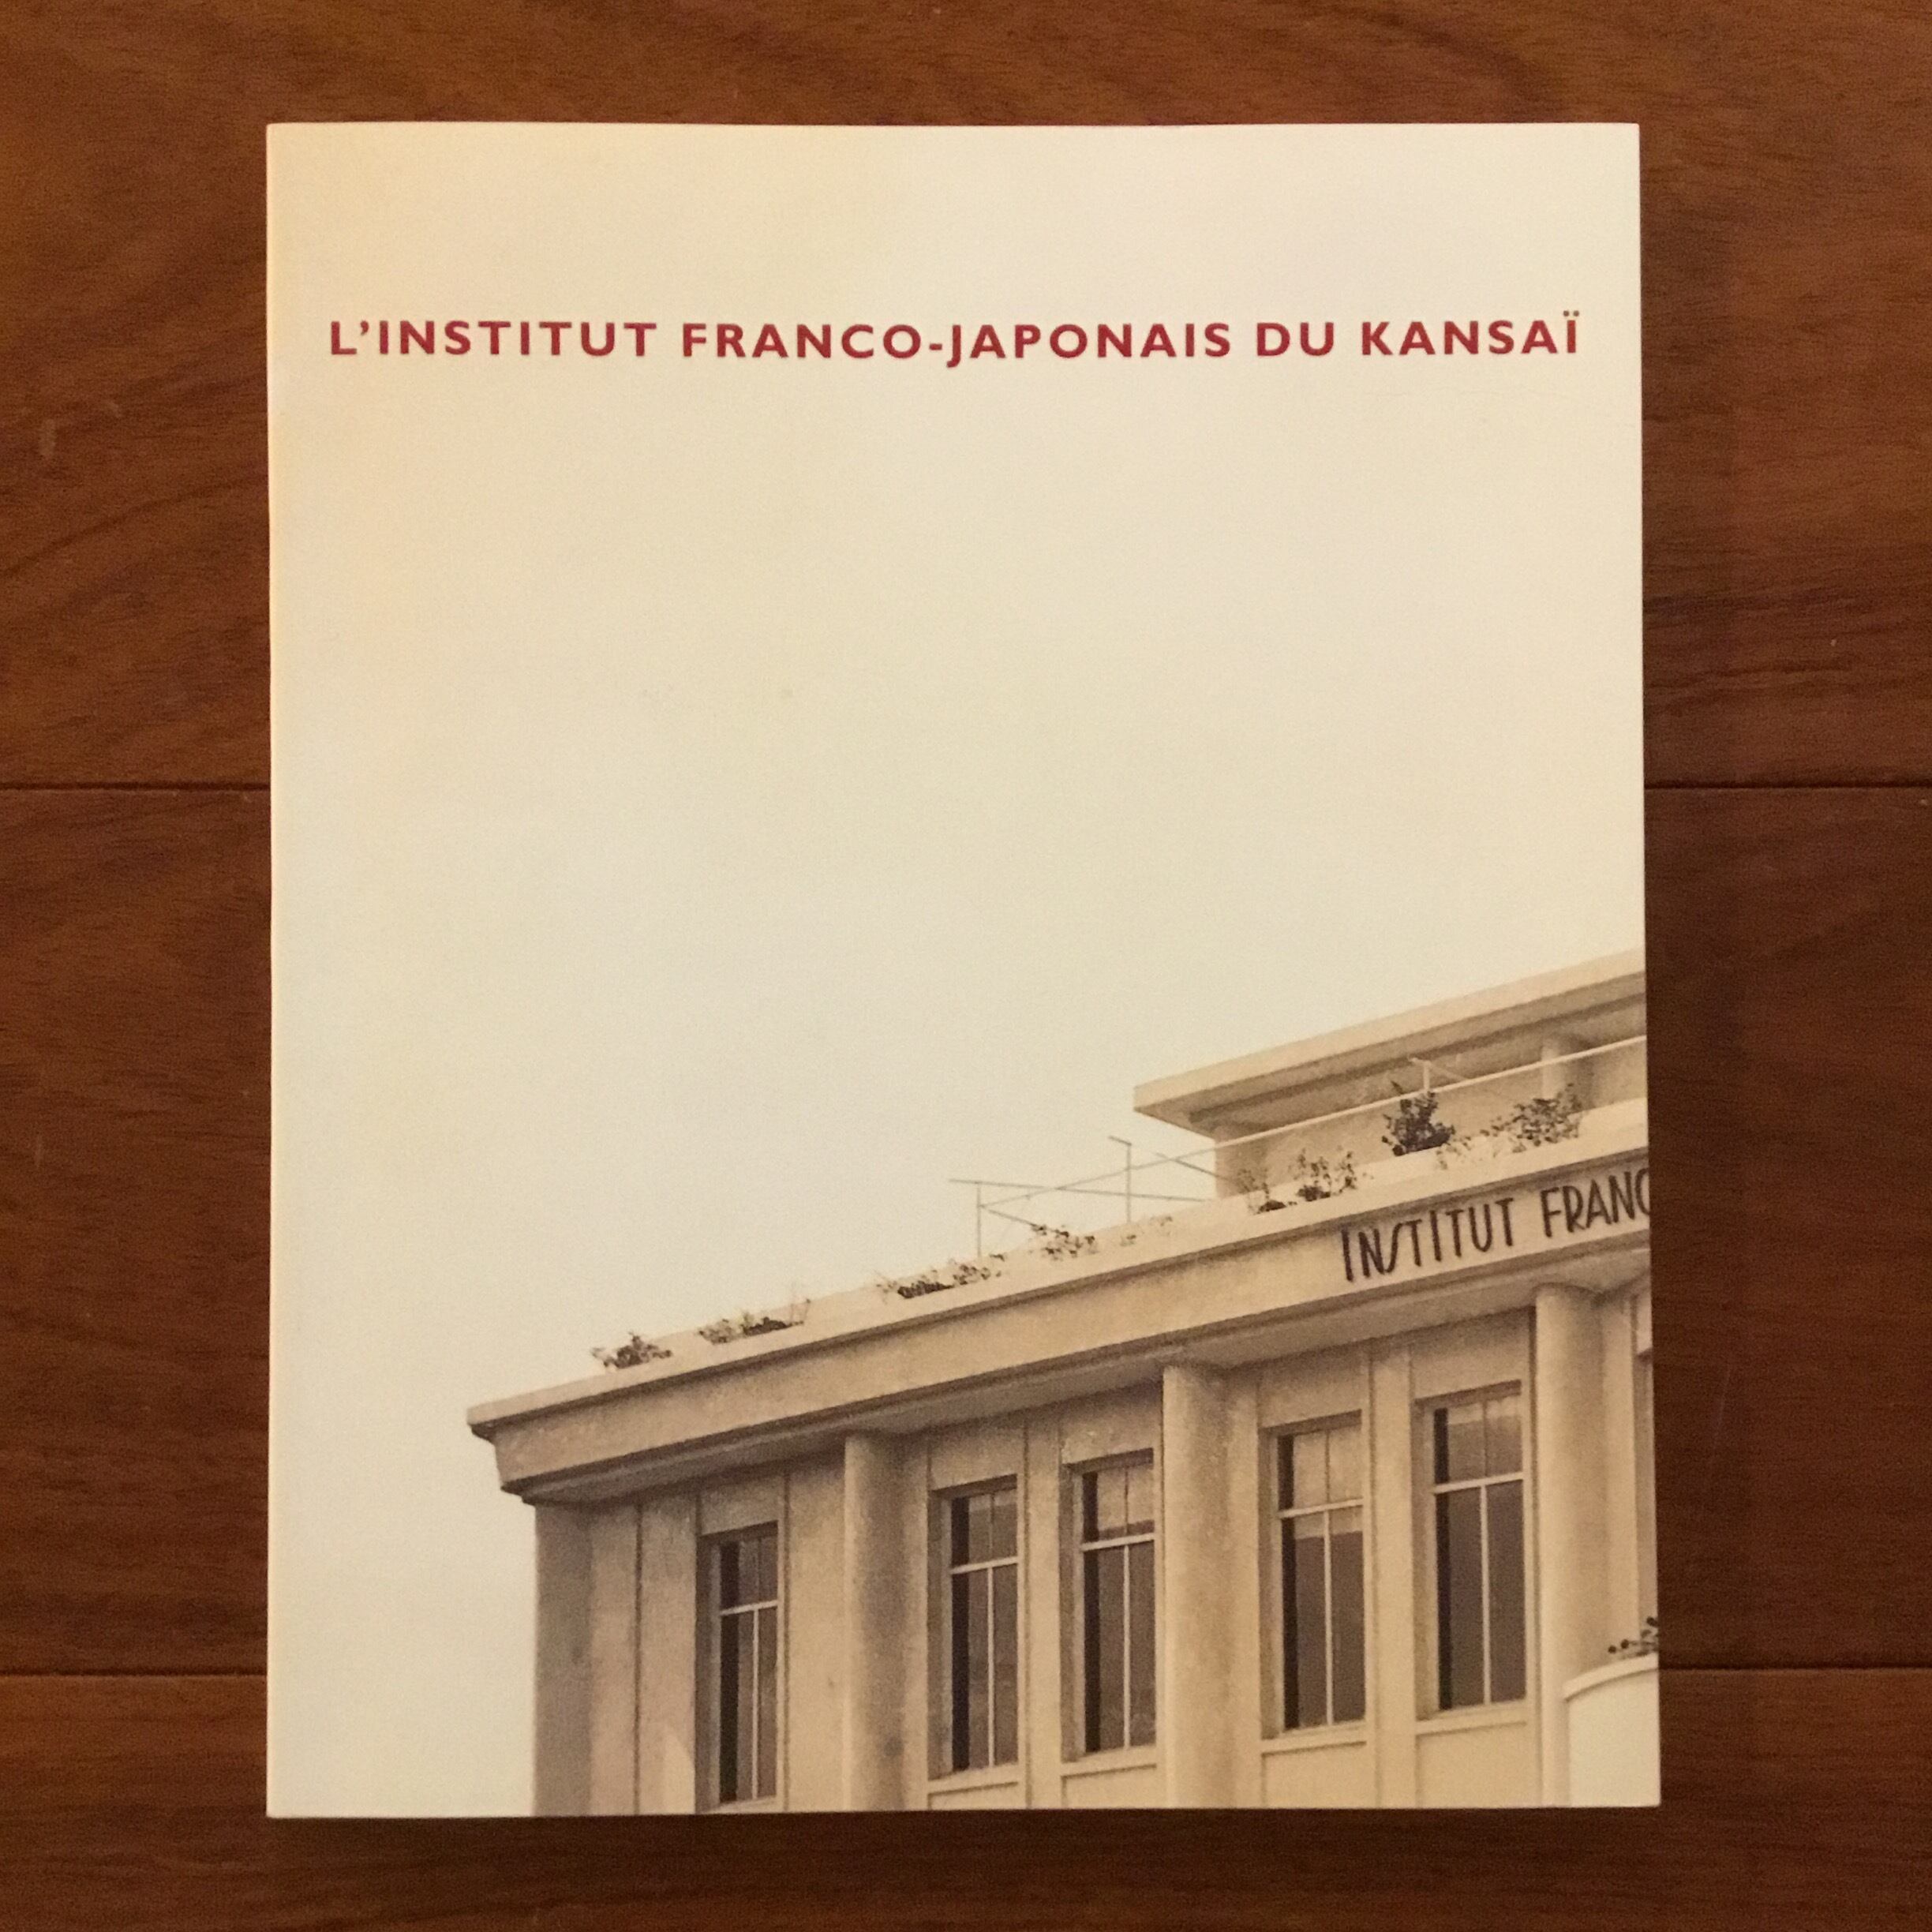 L'INSTITUT FRANCO-JAPONAIS DU KANSAÏ
INSTITUT FRANC